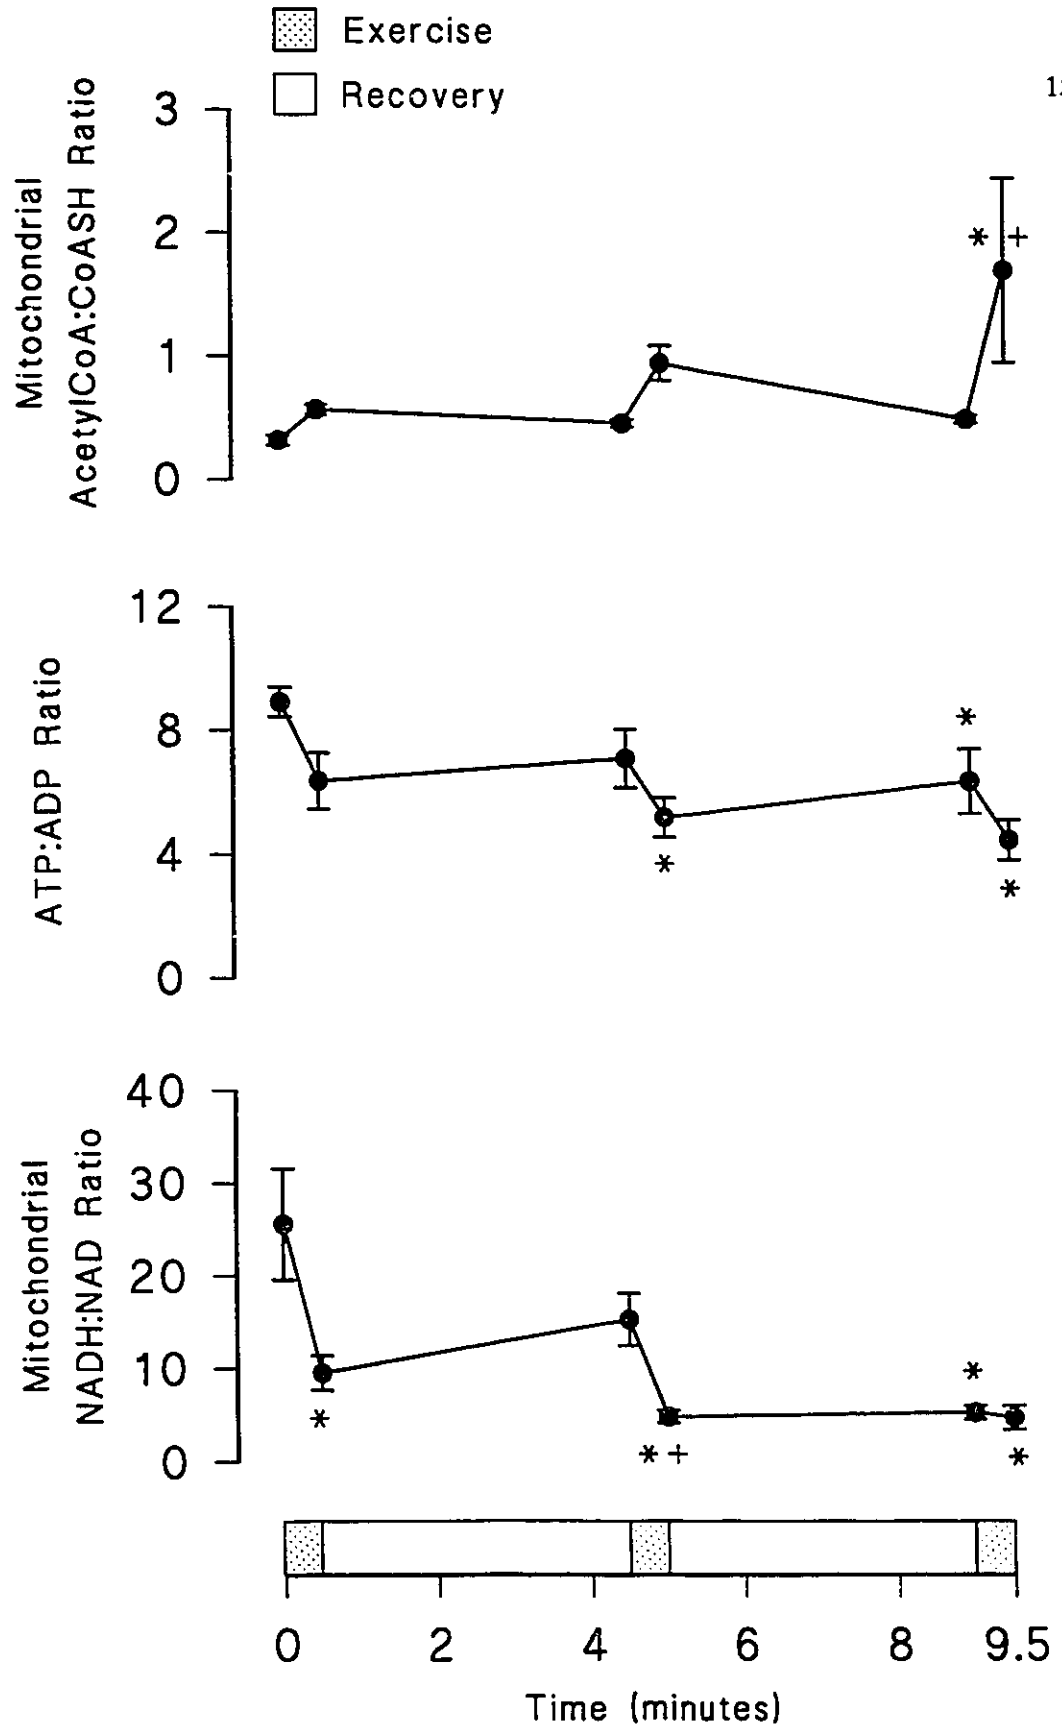 Exercise
Recovery
Mitochondrial
AcetylCoA:CoASH Ratio
3
2
1
0
* +
ATP:ADP Ratio
12
8
4
0
*
*
*
Mitochondrial
NADH:NAD Ratio
40
30
20
10
0
*
* +
*
*
0 2 4 6 8 9.5
Time (minutes)